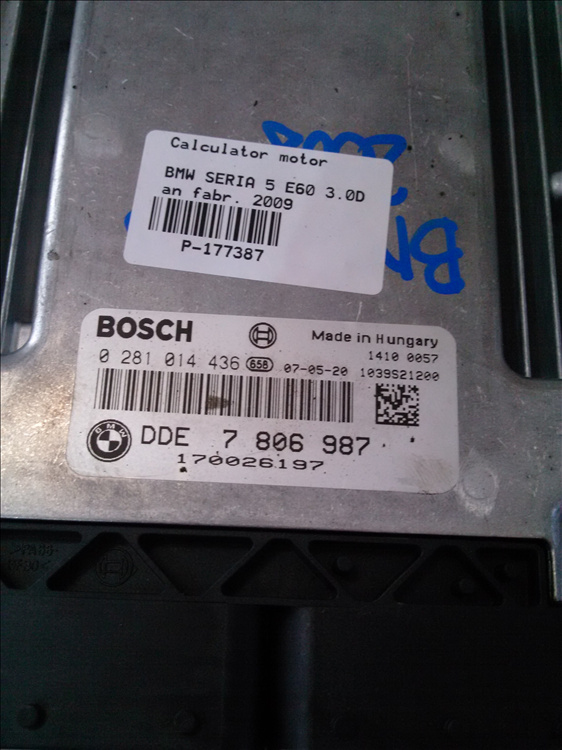 Calculator motor
BMW SERIA 5 E60 3.0D
an fabr. 2009
P-177387
BOSCH
Made in Hungary
0 281 014 436 658 07-05-20
1410 0057
1039S21200
BMW
DDE 7 806 987
170026197